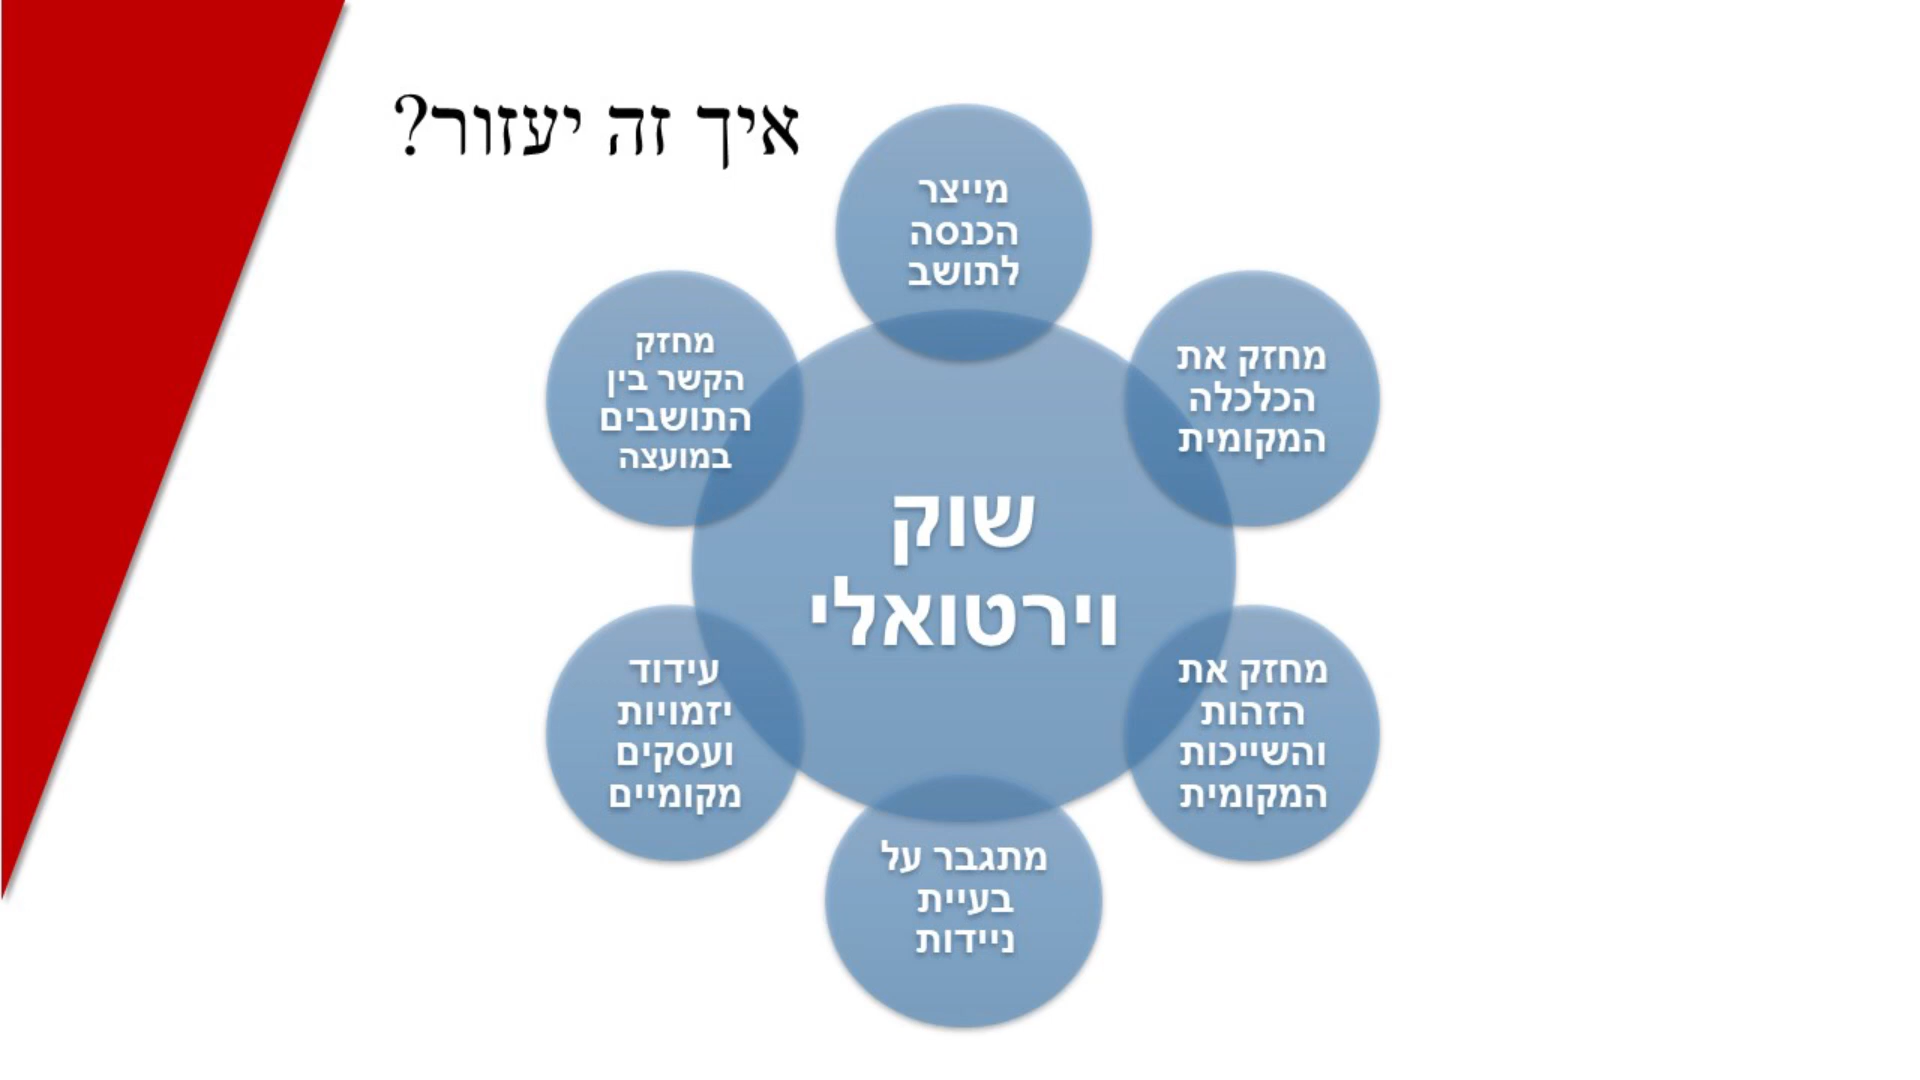 איך זה יעזור?
מייצר
הכנסה
לתושב
מחזק את
הכלכלה
המקומית
מחזק את
הזהות
והשייכות
המקומית
מתגבר על
בעיית
ניידות
עידוד
יזמויות
ועסקים
מקומיים
מחזק
הקשר בין
התושבים
במועצה
שוק
וירטואלי